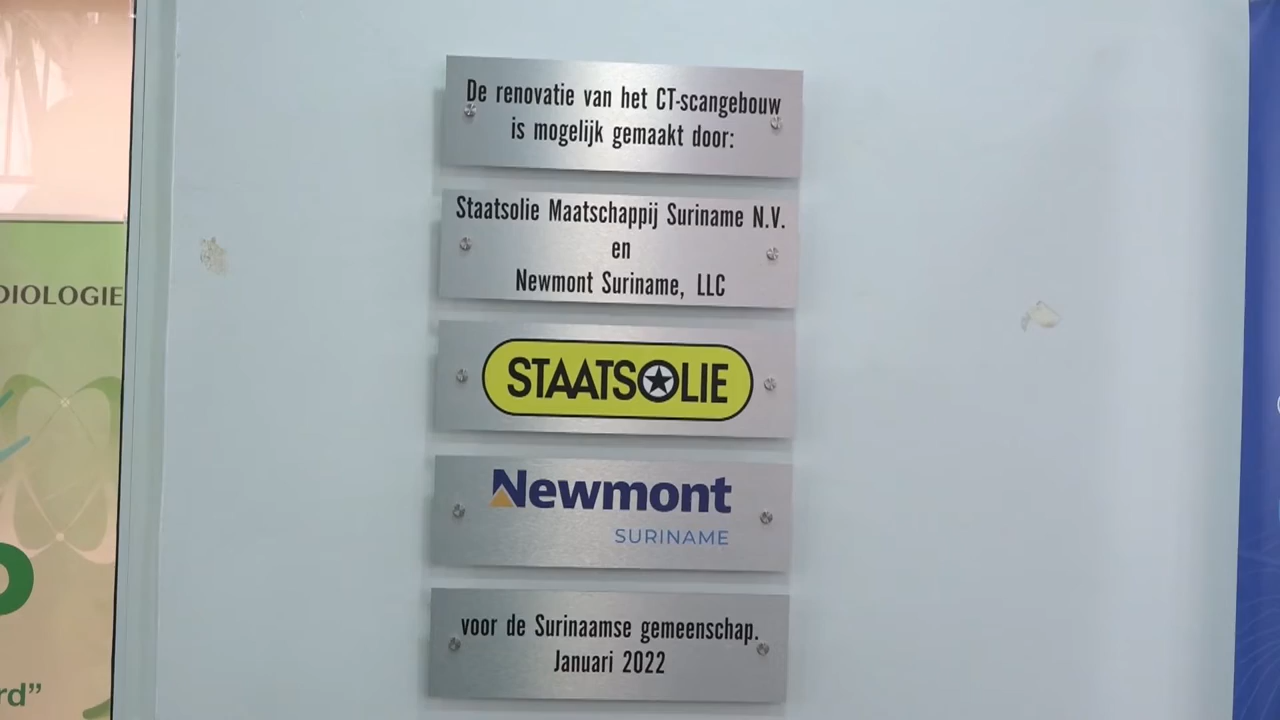 De renovatie van het CT-scangebouw
is mogelijk gemaakt door:
Staatsolie Maatschappij Suriname N.V.
en
Newmont Suriname, LLC
STAATSOLIE
Newmont
SURINAME
voor de Surinaamse gemeenschap.
Januari 2022